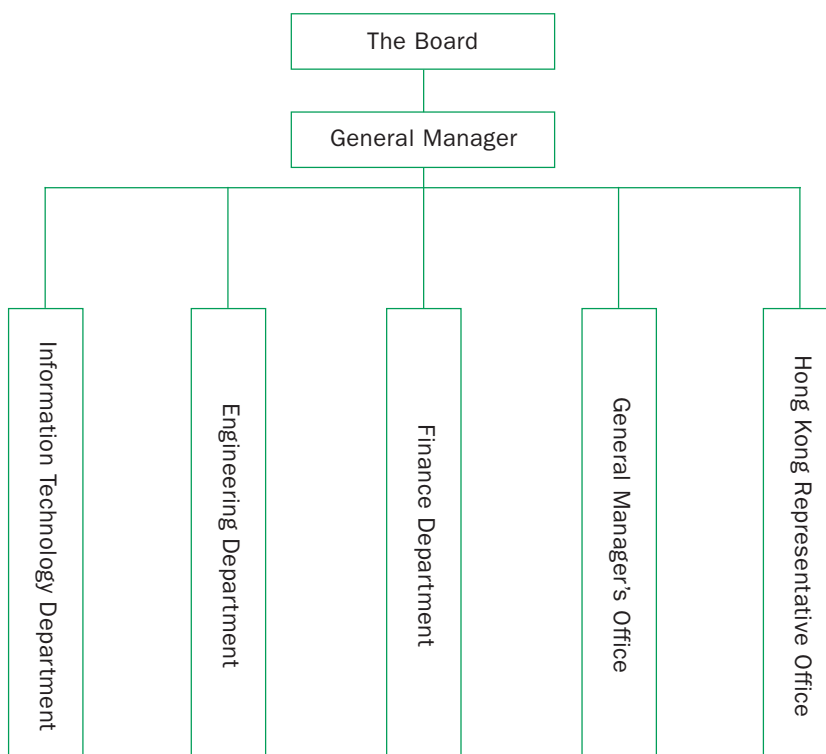 The Board
General Manager
Information Technology Department
Engineering Department
Finance Department
General Manager’s Office
Hong Kong Representative Office